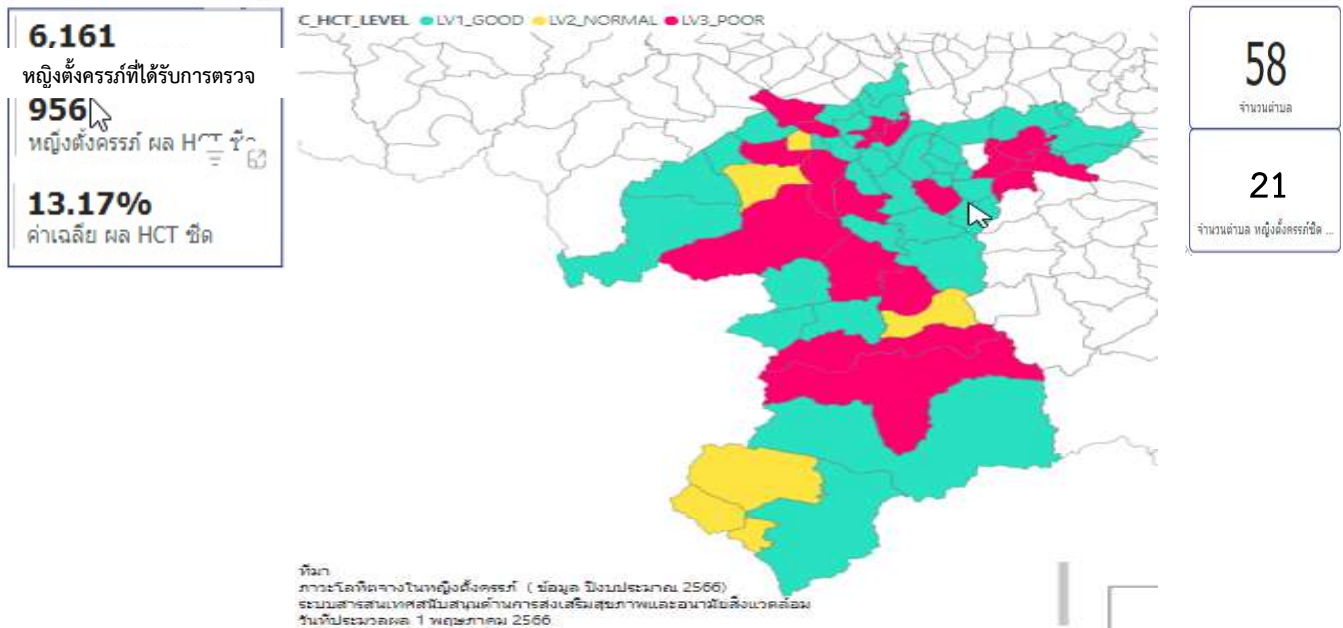 6,161
หญิงตั้งครรภ์ที่ได้รับการตรวจ
956
หญิงตั้งครรภ์ ผล HCT ซีด
13.17%
ค่าเฉลี่ย ผล HCT ซีด
C_HCT_LEVEL LV1_GOOD LV2_NORMAL LV3_POOR
58
จำนวนตำบล
21
จำนวนตำบล หญิงตั้งครรภ์ซีด ...
ที่มา
ภาวะโลหิตจางในหญิงตั้งครรภ์ ( ข้อมูล ปีงบประมาณ 2566)
ระบบสารสนเทศสนับสนุนด้านการส่งเสริมสุขภาพและอนามัยสิ่งแวดล้อม
วันที่ประมวลผล 1 พฤษภาคม 2566